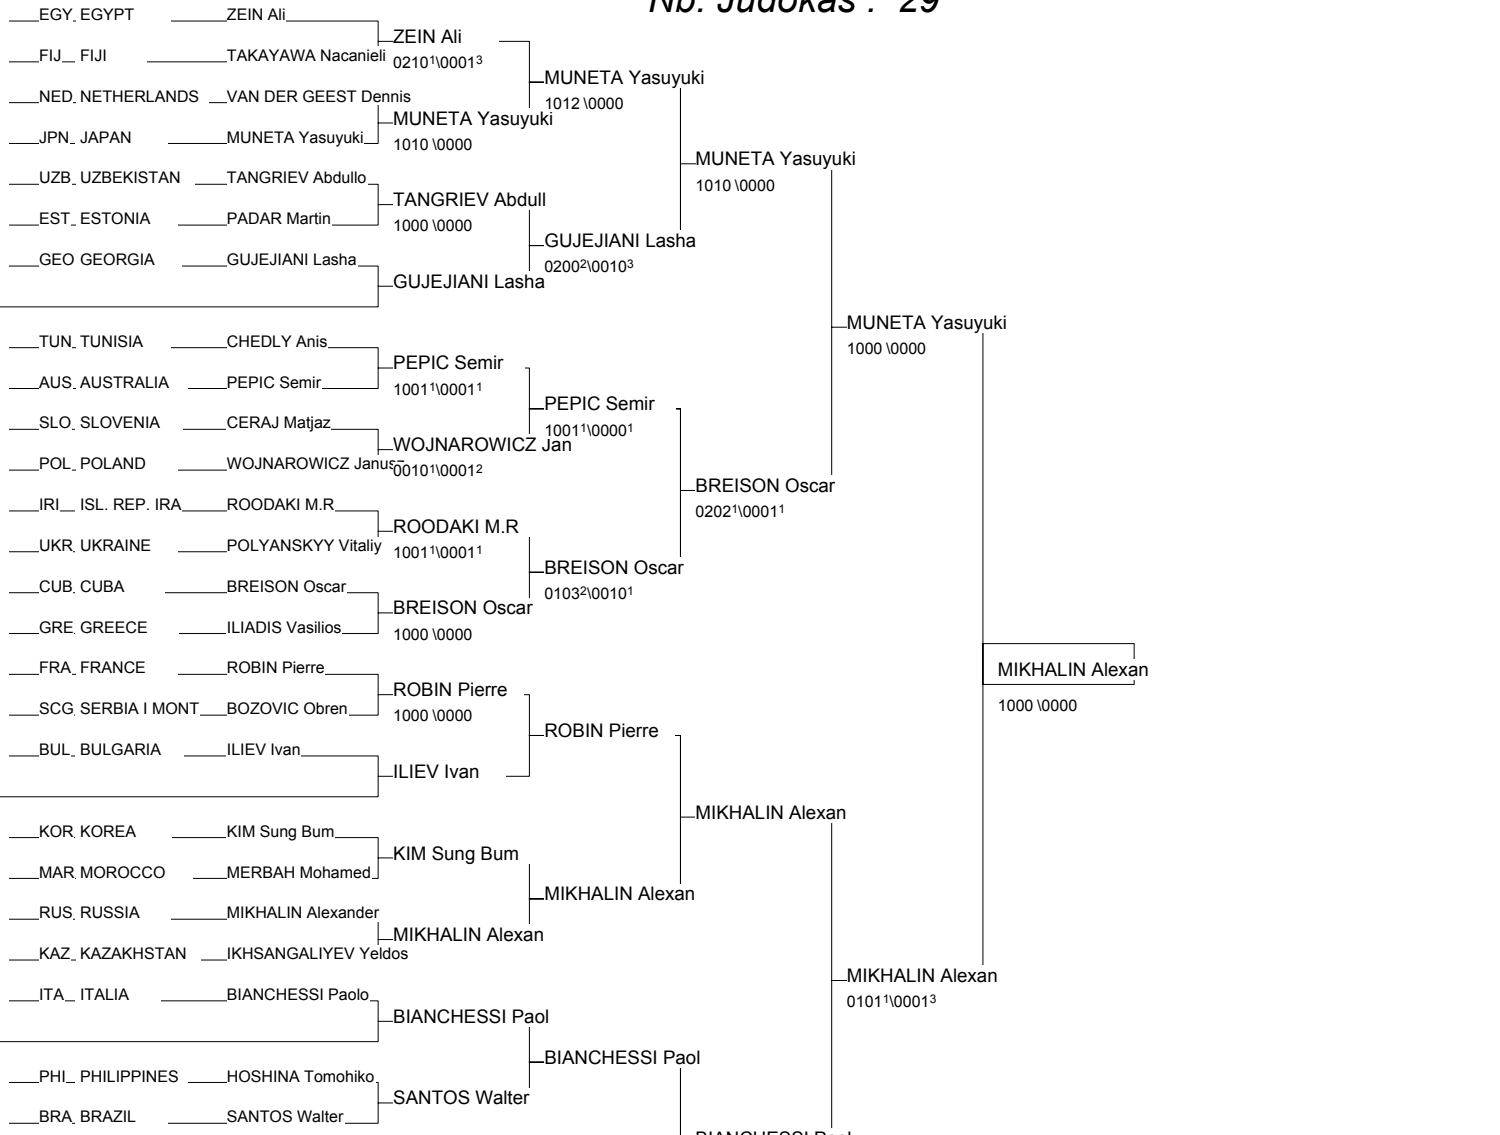 Nb. Judokas : 29
EGY EGYPT ZEIN Ali
ZEIN Ali
FIJ FIJI TAKAYAWA Nacanieli
02101\00013
MUNETA Yasuyuki
NED NETHERLANDS VAN DER GEEST Dennis
1012 \0000
MUNETA Yasuyuki
JPN JAPAN MUNETA Yasuyuki
1010 \0000
MUNETA Yasuyuki
UZB UZBEKISTAN TANGRIEV Abdullo
1010 \0000
TANGRIEV Abdull
EST ESTONIA PADAR Martin
1000 \0000
GUJEJIANI Lasha
GEO GEORGIA GUJEJIANI Lasha
02002\00103
GUJEJIANI Lasha
MUNETA Yasuyuki
TUN TUNISIA CHEDLY Anis
1000 \0000
PEPIC Semir
AUS AUSTRALIA PEPIC Semir
10011\00011
PEPIC Semir
SLO SLOVENIA CERAJ Matjaz
10011\00001
WOJNAROWICZ Jan
POL POLAND WOJNAROWICZ Janus
00101\00012
BREISON Oscar
IRI ISL. REP. IRA ROODAKI M.R
02021\00011
ROODAKI M.R
UKR UKRAINE POLYANSKYY Vitaliy
10011\00011
BREISON Oscar
CUB CUBA BREISON Oscar
01032\00101
BREISON Oscar
GRE GREECE ILIADIS Vasilios
1000 \0000
FRA FRANCE ROBIN Pierre
MIKHALIN Alexan
ROBIN Pierre
SCG SERBIA I MONT BOZOVIC Obren
1000 \0000
1000 \0000
ROBIN Pierre
BUL BULGARIA ILIEV Ivan
ILIEV Ivan
MIKHALIN Alexan
KOR KOREA KIM Sung Bum
KIM Sung Bum
MAR MOROCCO MERBAH Mohamed
MIKHALIN Alexan
RUS RUSSIA MIKHALIN Alexander
MIKHALIN Alexan
KAZ KAZAKHSTAN IKHSANGALIYEV Yeldos
MIKHALIN Alexan
ITA ITALIA BIANCHESSI Paolo
01011\00013
BIANCHESSI Paol
BIANCHESSI Paol
PHI PHILIPPINES HOSHINA Tomohiko
SANTOS Walter
BRA BRAZIL SANTOS Walter